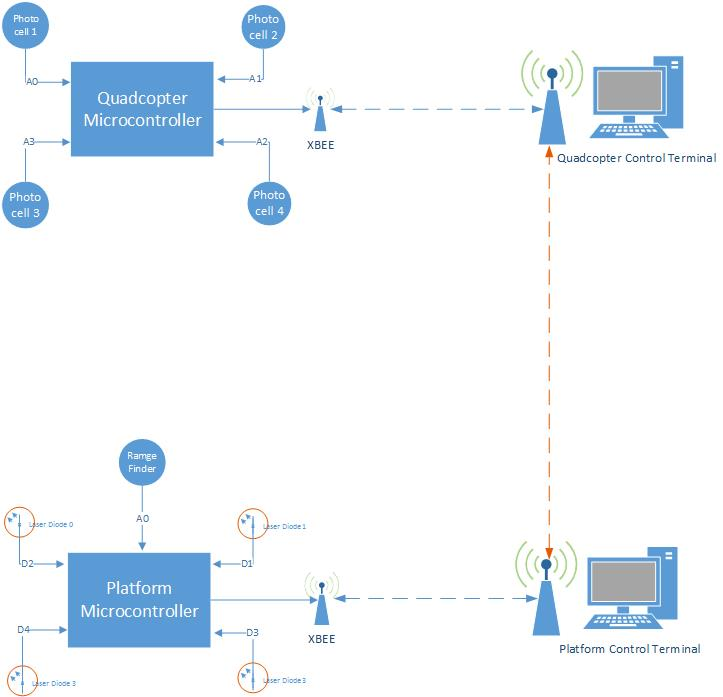 Photo
cell 1
Photo
cell 2
A0
A1
Quadcopter
Microcontroller
A3
A2
XBEE
Photo
cell 3
Photo
cell 4
Quadcopter Control Terminal
Ramge
Finder
A0
Laser Diode 0
Laser Diode 1
D2
D1
Platform
Microcontroller
D4
D3
XBEE
Platform Control Terminal
Laser Diode 3
Laser Diode 3